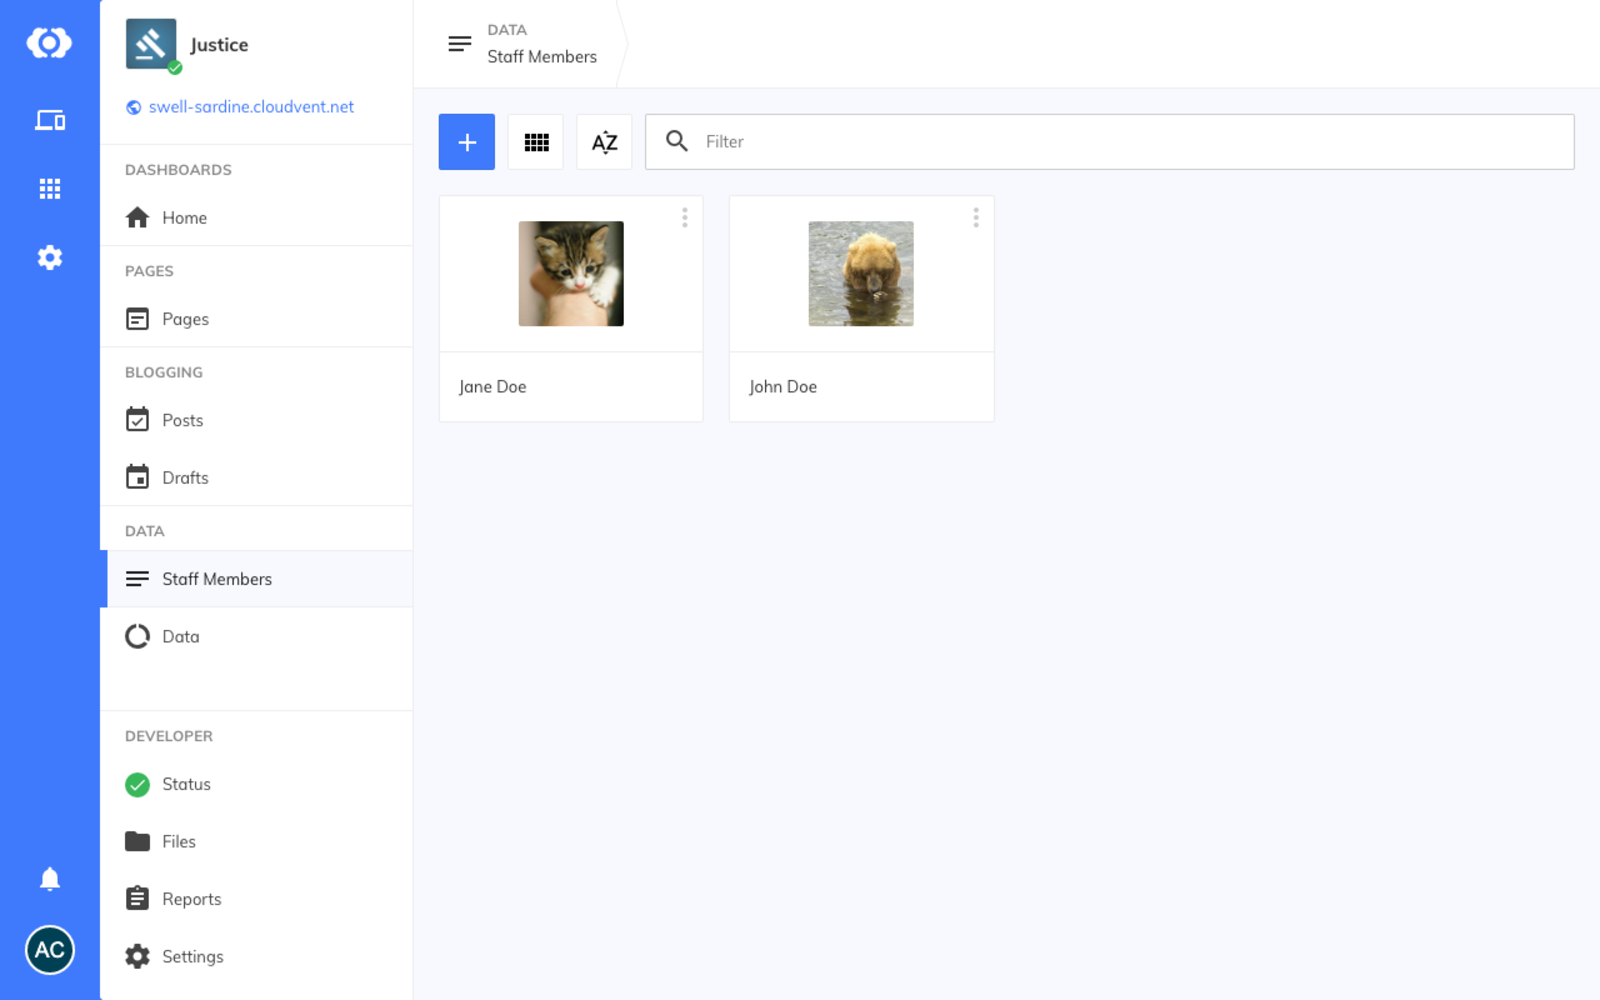 Justice
swell-sardine.cloudvent.net
DASHBOARDS
Home
PAGES
Pages
BLOGGING
Posts
Drafts
DATA
Staff Members
Data
DEVELOPER
Status
Files
Reports
Settings
AC
DATA
Staff Members
AZ
Filter
Jane Doe
John Doe